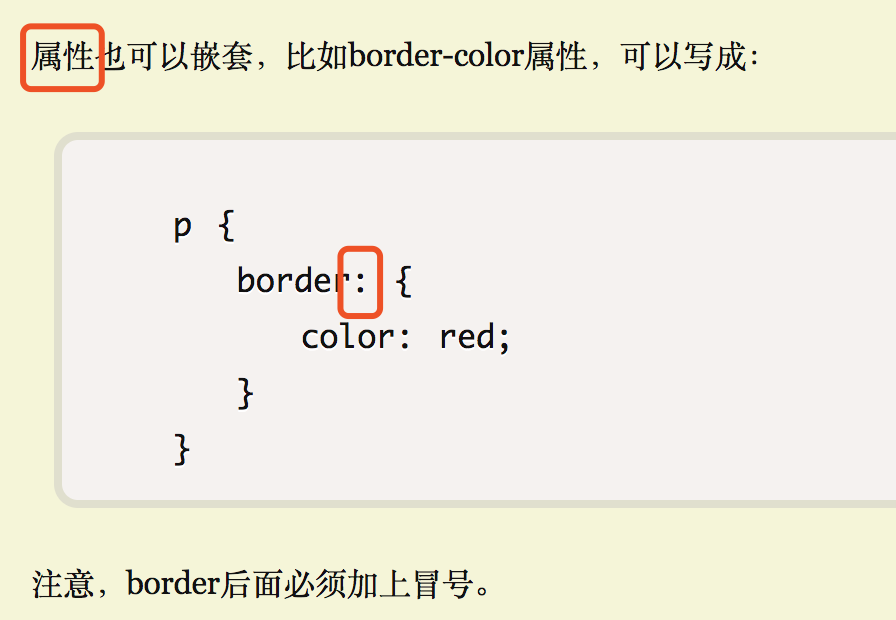 属性也可以嵌套，比如border-color属性，可以写成：
p {
border: {
color: red;
}
}
注意，border后面必须加上冒号。